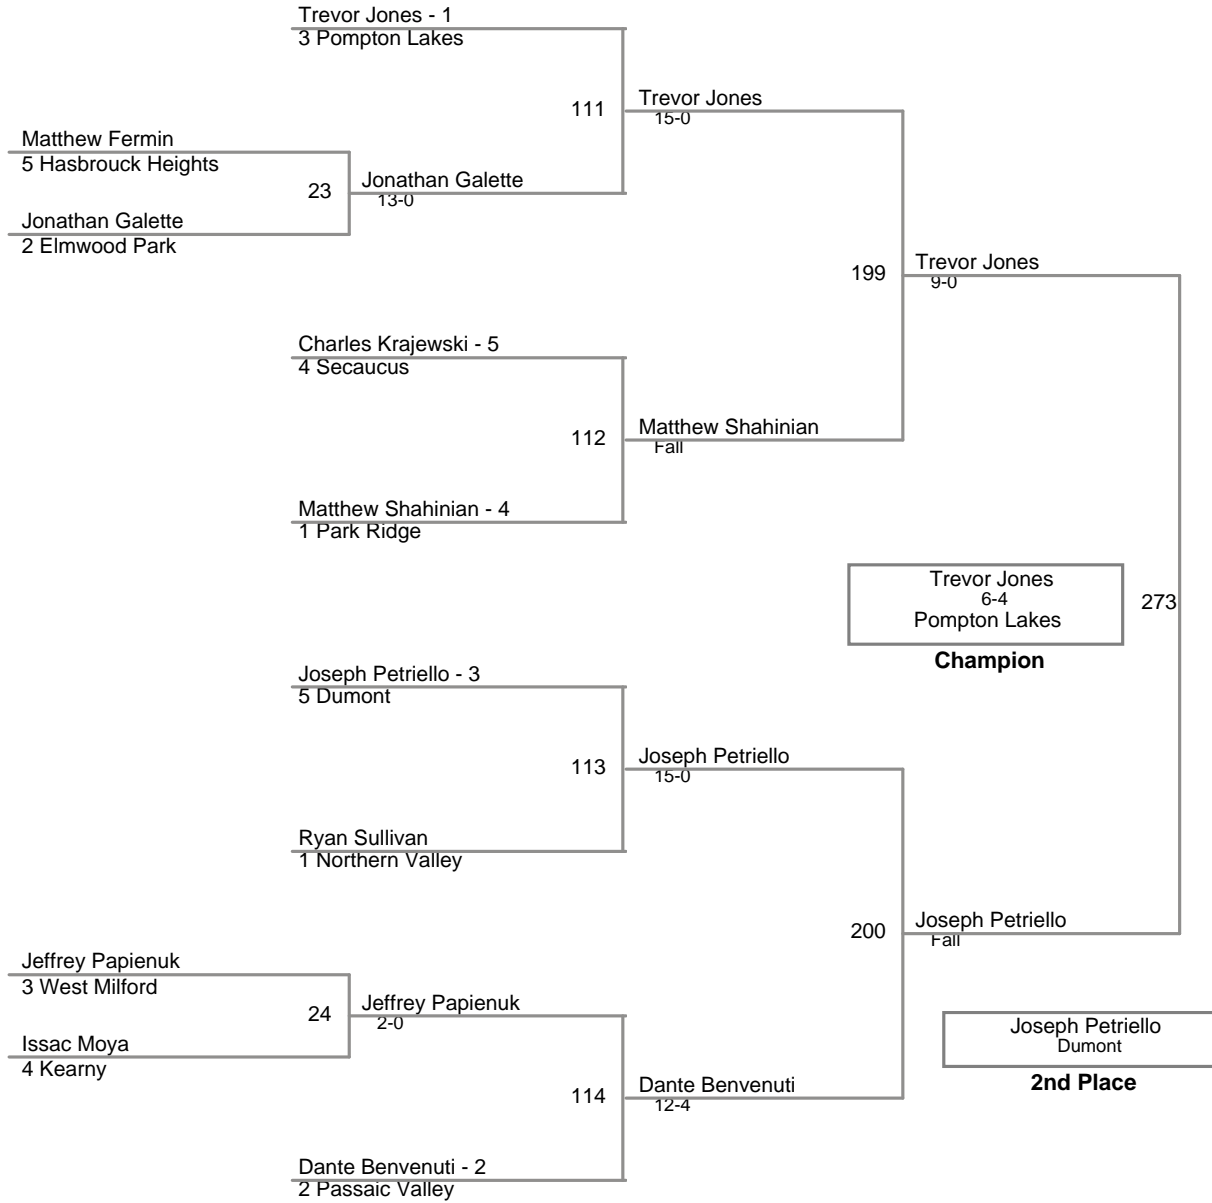 Trevor Jones - 1
3 Pompton Lakes
111
Trevor Jones
15-0
Matthew Fermin
5 Hasbrouck Heights
23
Jonathan Galette
13-0
Jonathan Galette
2 Elmwood Park
199
Trevor Jones
9-0
Charles Krajewski - 5
4 Secaucus
112
Matthew Shahinian
Fall
Matthew Shahinian - 4
1 Park Ridge
Trevor Jones
6-4
Pompton Lakes
273
Champion
Joseph Petriello - 3
5 Dumont
113
Joseph Petriello
15-0
Ryan Sullivan
1 Northern Valley
200
Joseph Petriello
Fall
Jeffrey Papienuk
3 West Milford
24
Jeffrey Papienuk
2-0
Issac Moya
4 Kearny
Joseph Petriello
Dumont
2nd Place
114
Dante Benvenuti
12-4
Dante Benvenuti - 2
2 Passaic Valley